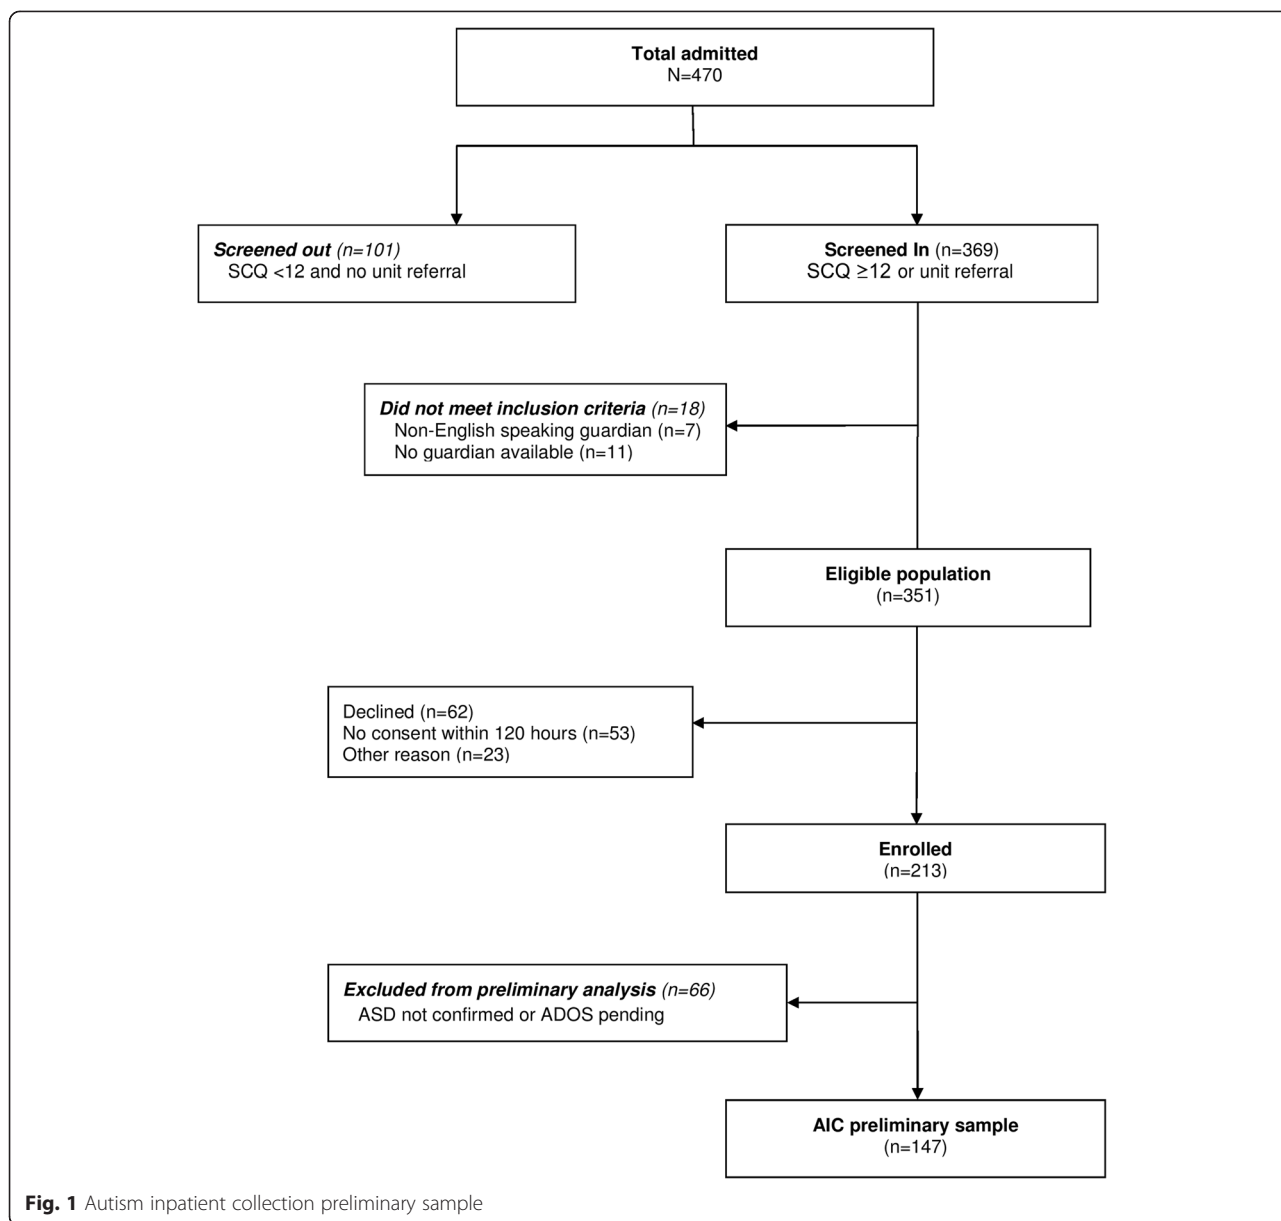 Total admitted
N=470
Screened out (n=101)
SCQ <12 and no unit referral
Screened In (n=369)
SCQ ≥12 or unit referral
Did not meet inclusion criteria (n=18)
Non-English speaking guardian (n=7)
No guardian available (n=11)
Eligible population
(n=351)
Declined (n=62)
No consent within 120 hours (n=53)
Other reason (n=23)
Enrolled
(n=213)
Excluded from preliminary analysis (n=66)
ASD not confirmed or ADOS pending
AIC preliminary sample
(n=147)
Fig. 1 Autism inpatient collection preliminary sample